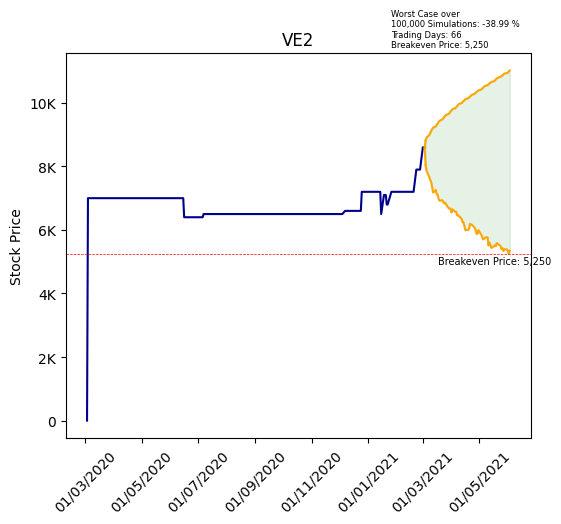 Worst Case over
100,000 Simulations: -38.99 %
Trading Days: 66
Breakeven Price: 5,250
VE2
Stock Price
10K
8K
6K
4K
2K
0
Breakeven Price: 5,250
01/03/2020
01/05/2020
01/07/2020
01/09/2020
01/11/2020
01/01/2021
01/03/2021
01/05/2021